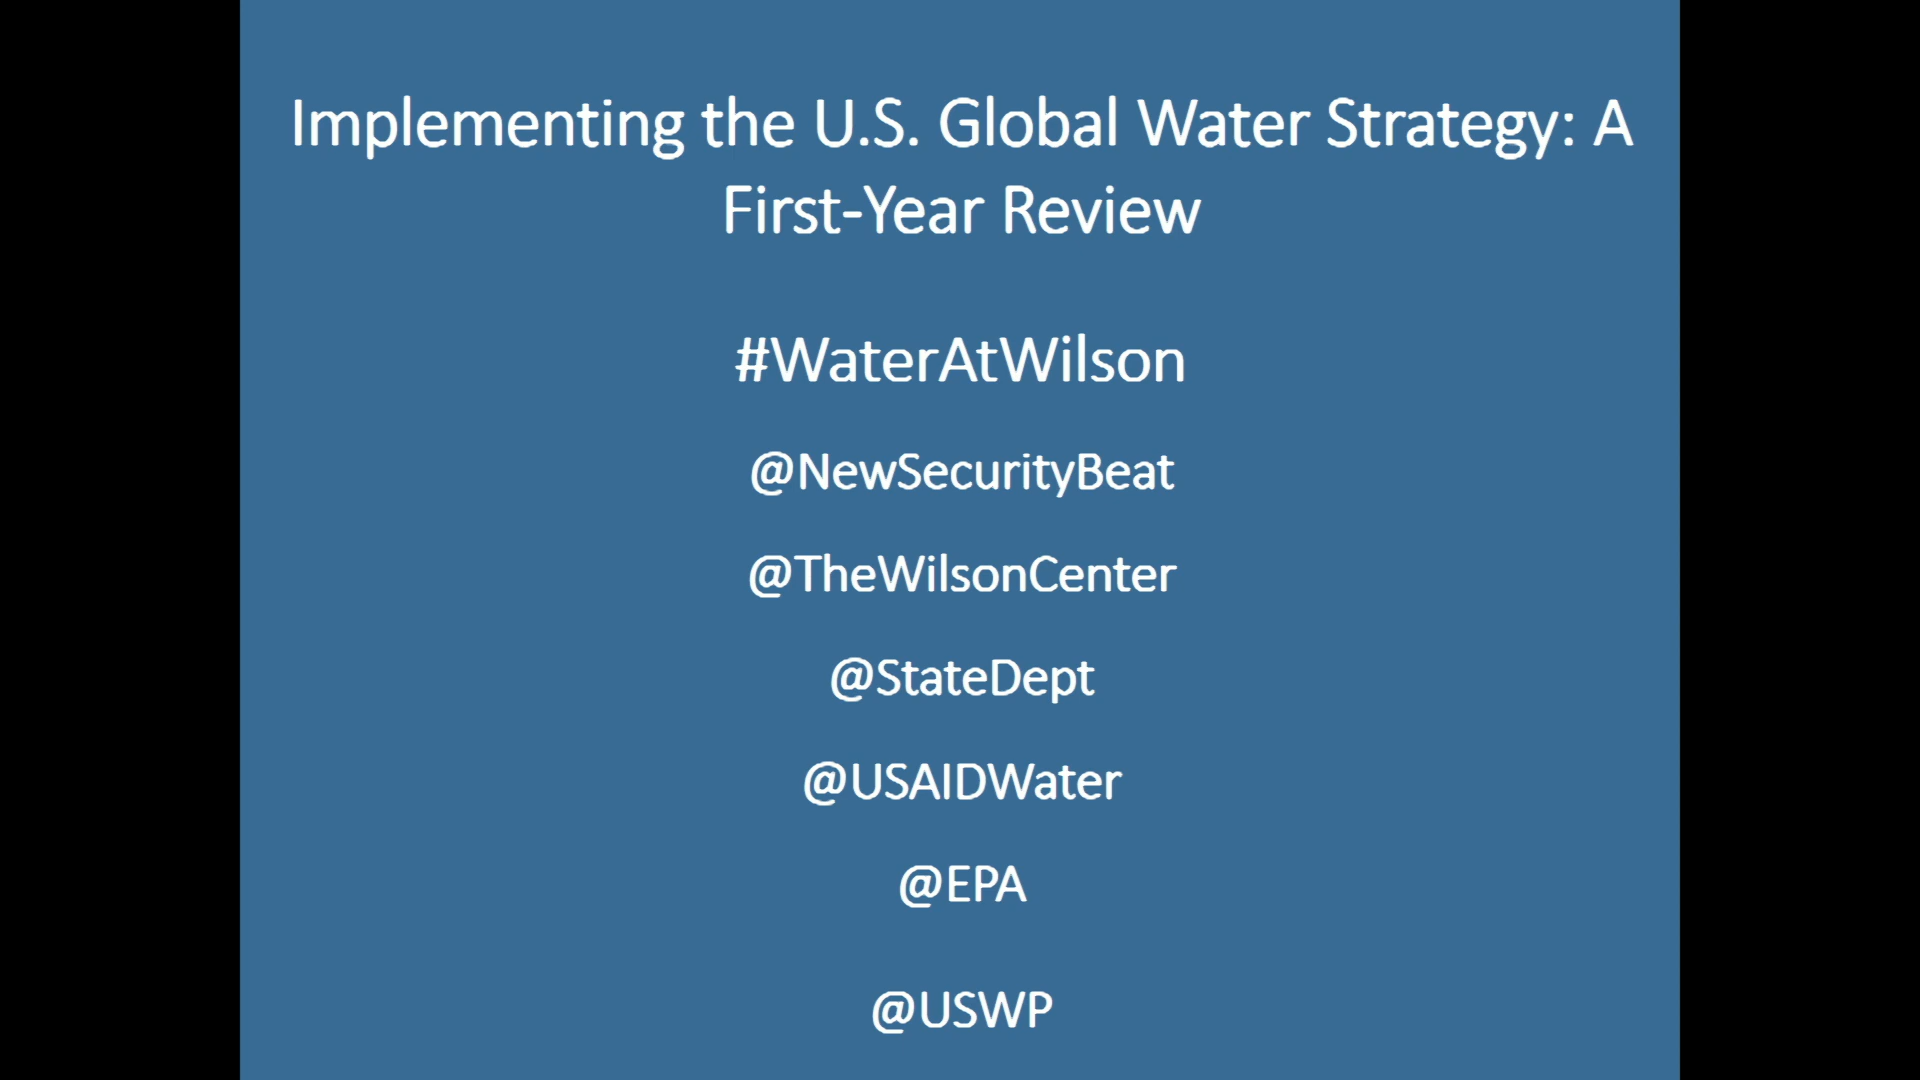 Implementing the U.S. Global Water Strategy: A
First-Year Review
#WaterAtWilson
@NewSecurityBeat
@TheWilsonCenter
@StateDept
@USAIDWater
@EPA
@USWP